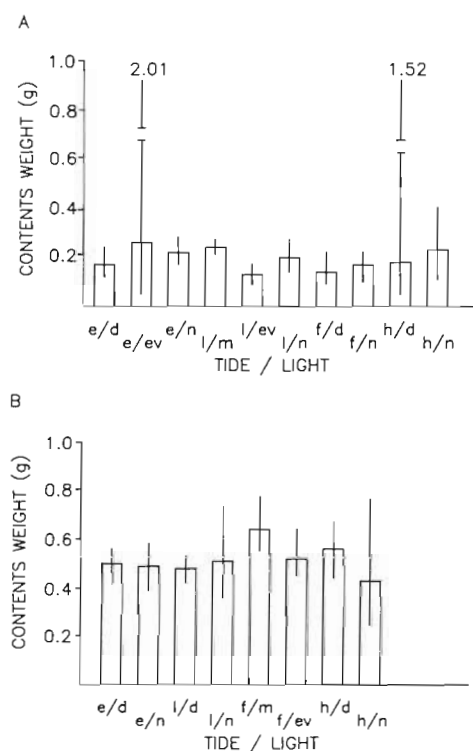 A
2.01 1.52
1.0
0.8
0.6
0.4
0.2
CONTENTS WEIGHT (g)
e/d e/ev e/n l/m l/ev l/n f/d f/n h/d h/n
TIDE / LIGHT
B
1.0
0.8
0.6
0.4
0.2
CONTENTS WEIGHT (g)
e/d e/n l/d l/n f/m f/ev h/d h/n
TIDE / LIGHT